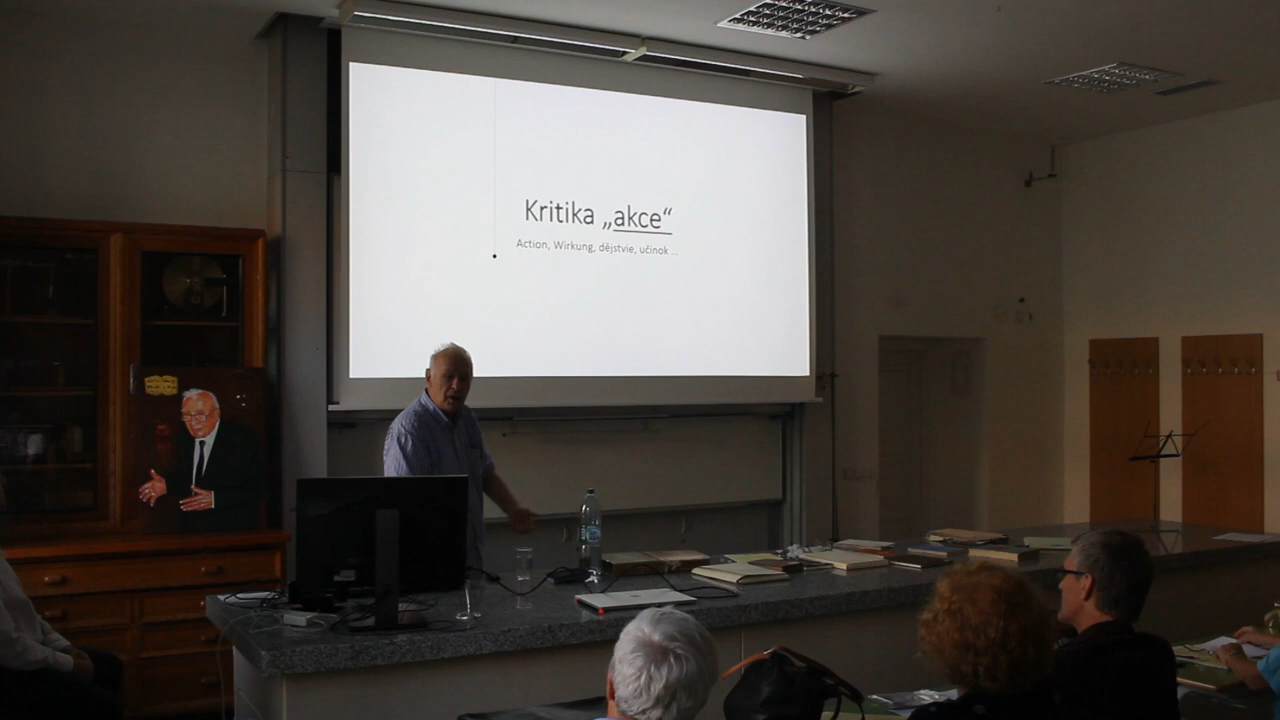 Kritika „akce“
Action, Wirkung, dějstvie, učinok ...